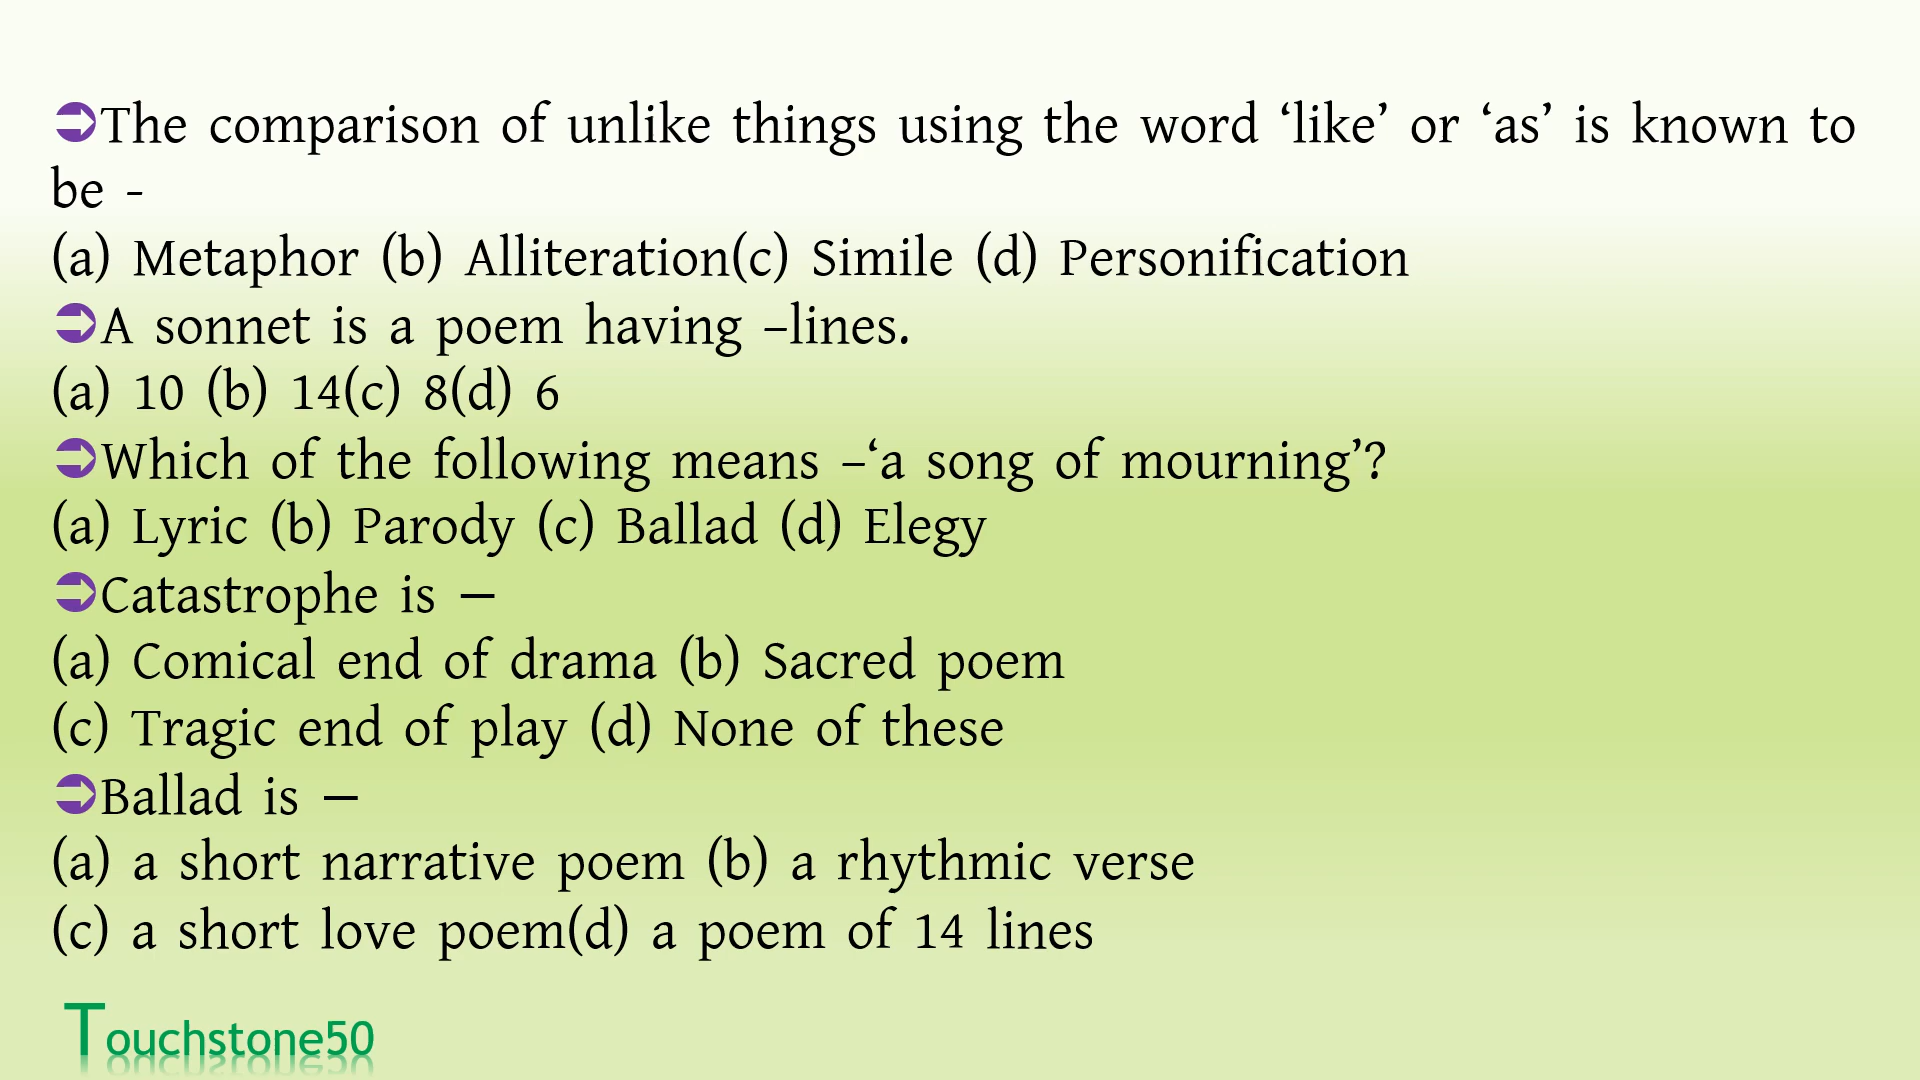 ➲The comparison of unlike things using the word ‘like’ or ‘as’ is known to
be -
(a) Metaphor (b) Alliteration(c) Simile (d) Personification
➲A sonnet is a poem having –lines.
(a) 10 (b) 14(c) 8(d) 6
➲Which of the following means –‘a song of mourning’?
(a) Lyric (b) Parody (c) Ballad (d) Elegy
➲Catastrophe is —
(a) Comical end of drama (b) Sacred poem
(c) Tragic end of play (d) None of these
➲Ballad is —
(a) a short narrative poem (b) a rhythmic verse
(c) a short love poem(d) a poem of 14 lines
Touchstone50